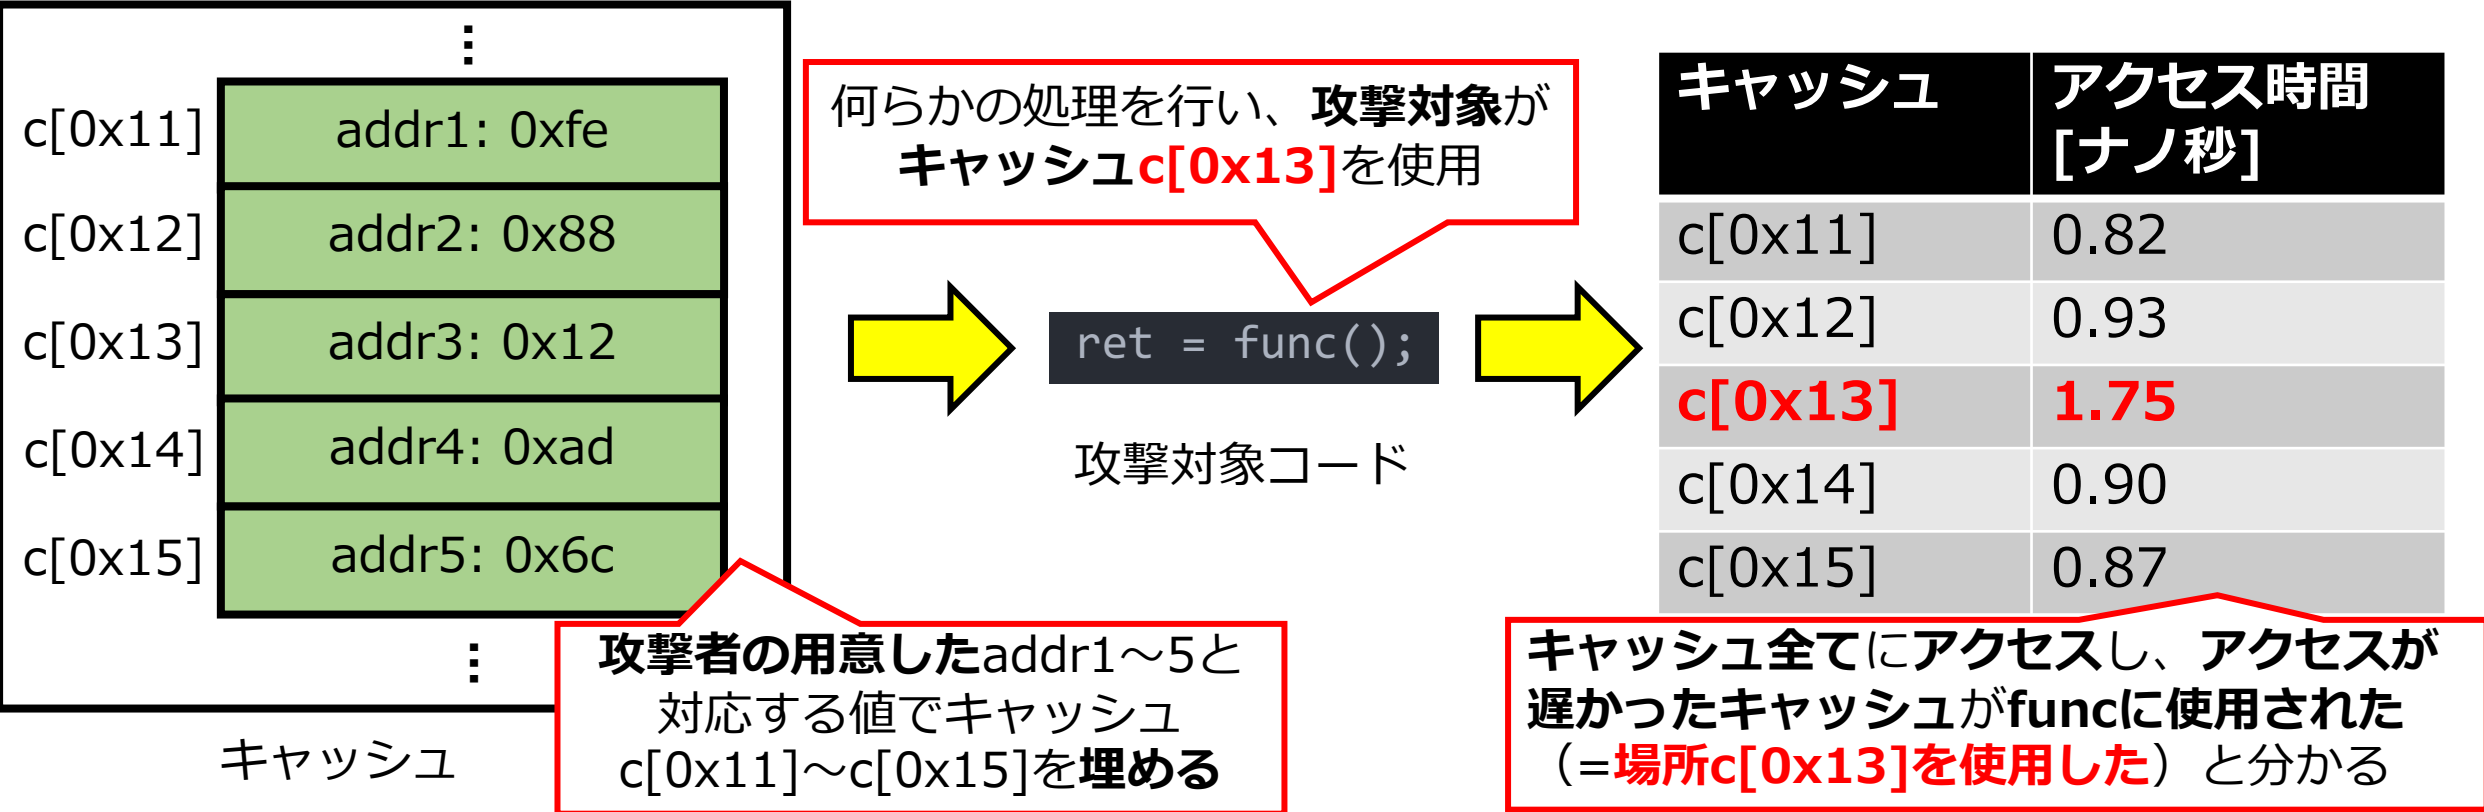 ⋮
c[0x11] addr1: 0xfe
c[0x12] addr2: 0x88
c[0x13] addr3: 0x12
c[0x14] addr4: 0xad
c[0x15] addr5: 0x6c
⋮
キャッシュ
攻撃者の用意したaddr1～5と
対応する値でキャッシュ
c[0x11]～c[0x15]を埋める
何らかの処理を行い、攻撃対象が
キャッシュc[0x13]を使用
ret = func();
攻撃対象コード
キャッシュ アクセス時間
[ナノ秒]
c[0x11] 0.82
c[0x12] 0.93
c[0x13] 1.75
c[0x14] 0.90
c[0x15] 0.87
キャッシュ全てにアクセスし、アクセスが
遅かったキャッシュがfuncに使用された
（=場所c[0x13]を使用した）と分かる